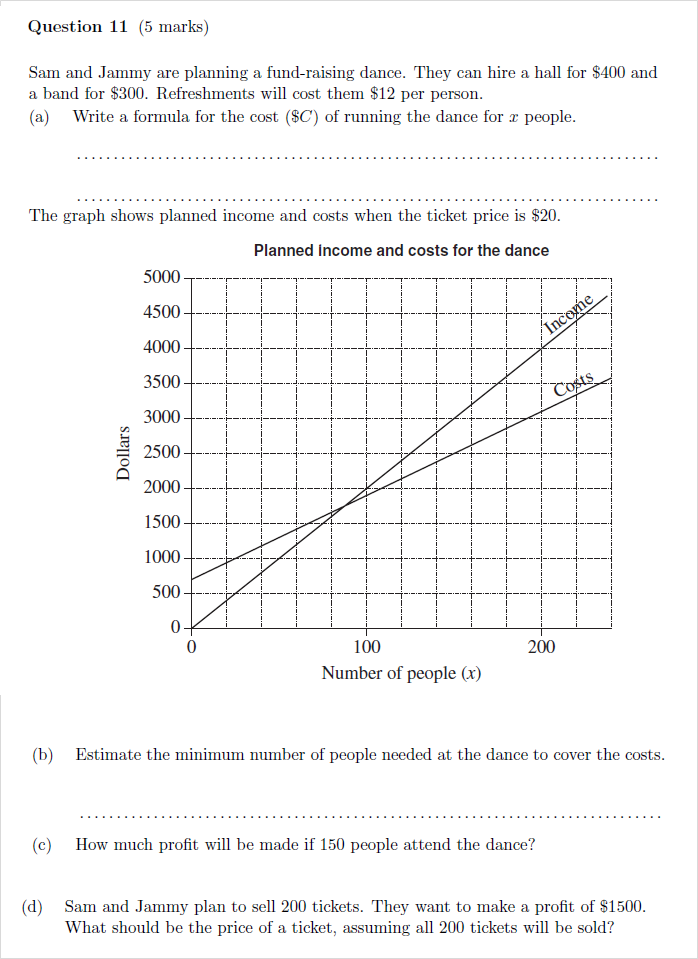 Question 11 (5 marks)
Sam and Jammy are planning a fund-raising dance. They can hire a hall for $400 and
a band for $300. Refreshments will cost them $12 per person.
(a) Write a formula for the cost ($C) of running the dance for x people.
................................................................................
................................................................................
The graph shows planned income and costs when the ticket price is $20.
Planned income and costs for the dance
5000
4500
4000
3500
3000
2500
2000
1500
1000
500
0
Dollars
Income
Costs
0 100 200
Number of people (x)
(b) Estimate the minimum number of people needed at the dance to cover the costs.
................................................................................
(c) How much profit will be made if 150 people attend the dance?
(d) Sam and Jammy plan to sell 200 tickets. They want to make a profit of $1500.
What should be the price of a ticket, assuming all 200 tickets will be sold?